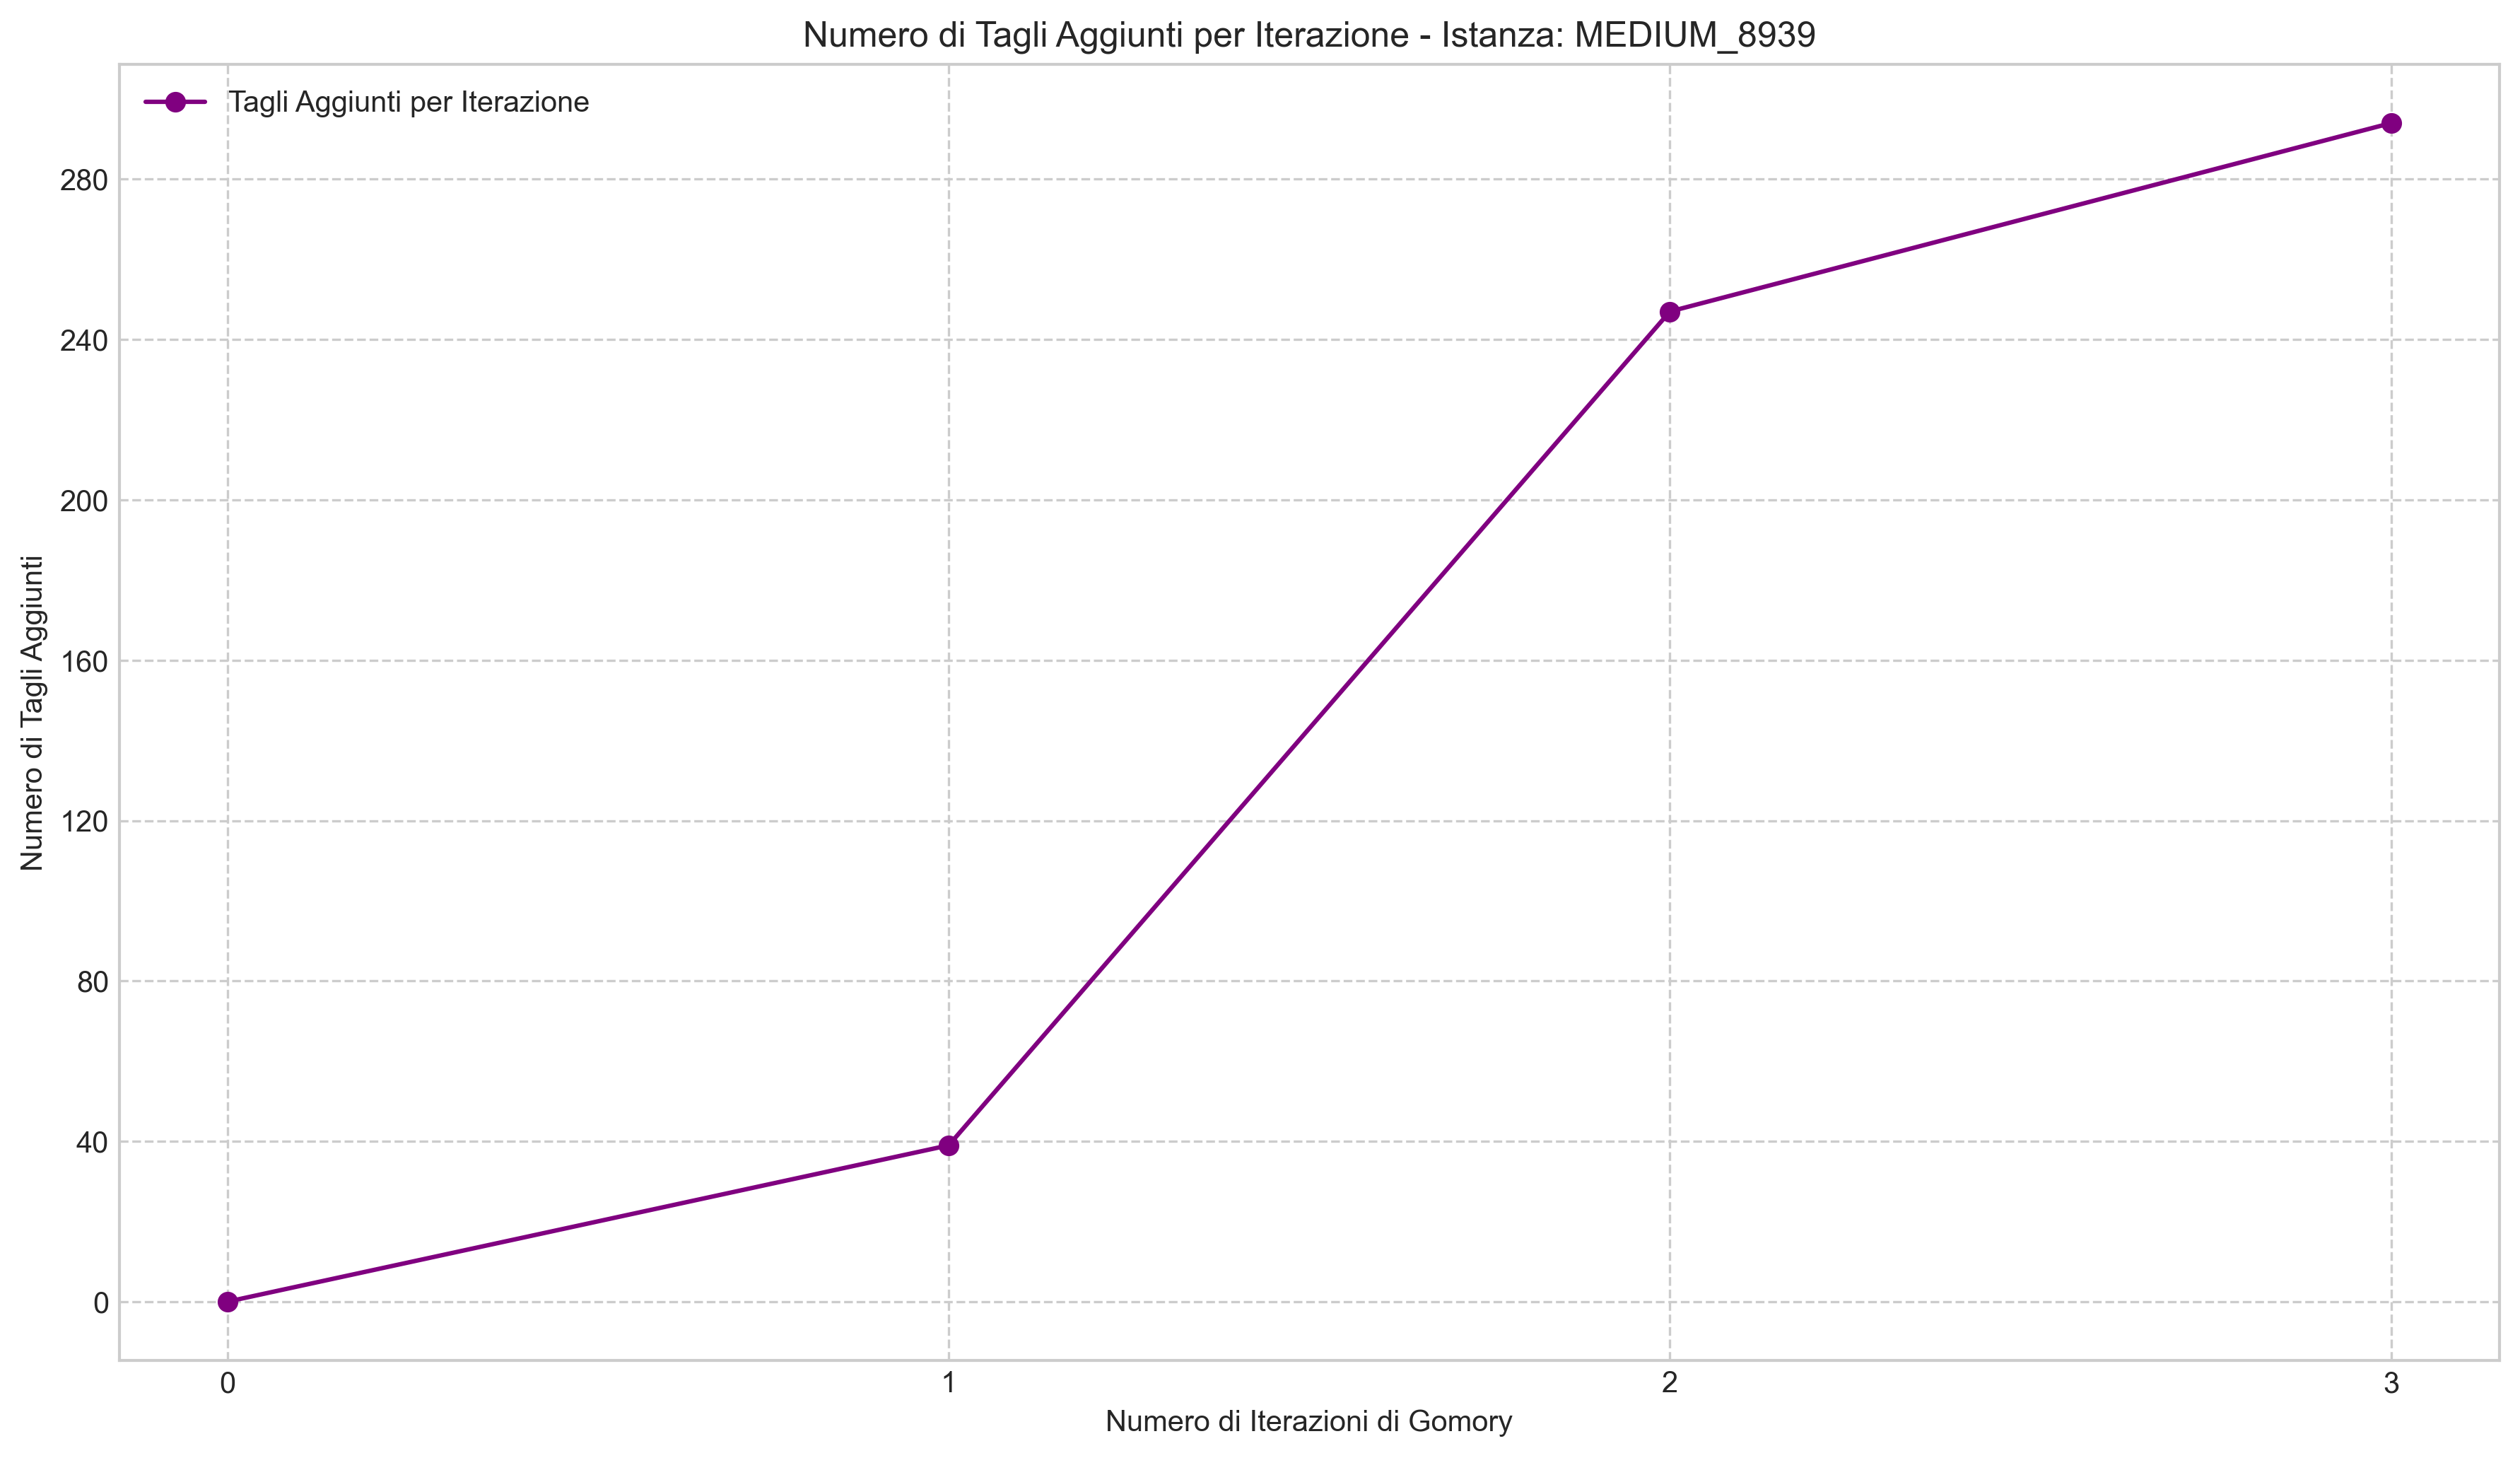 Numero di Tagli Aggiunti per Iterazione - Istanza: MEDIUM_8939
Tagli Aggiunti per Iterazione
Numero di Tagli Aggiunti
280
240
200
160
120
80
40
0
0 1 2 3
Numero di Iterazioni di Gomory